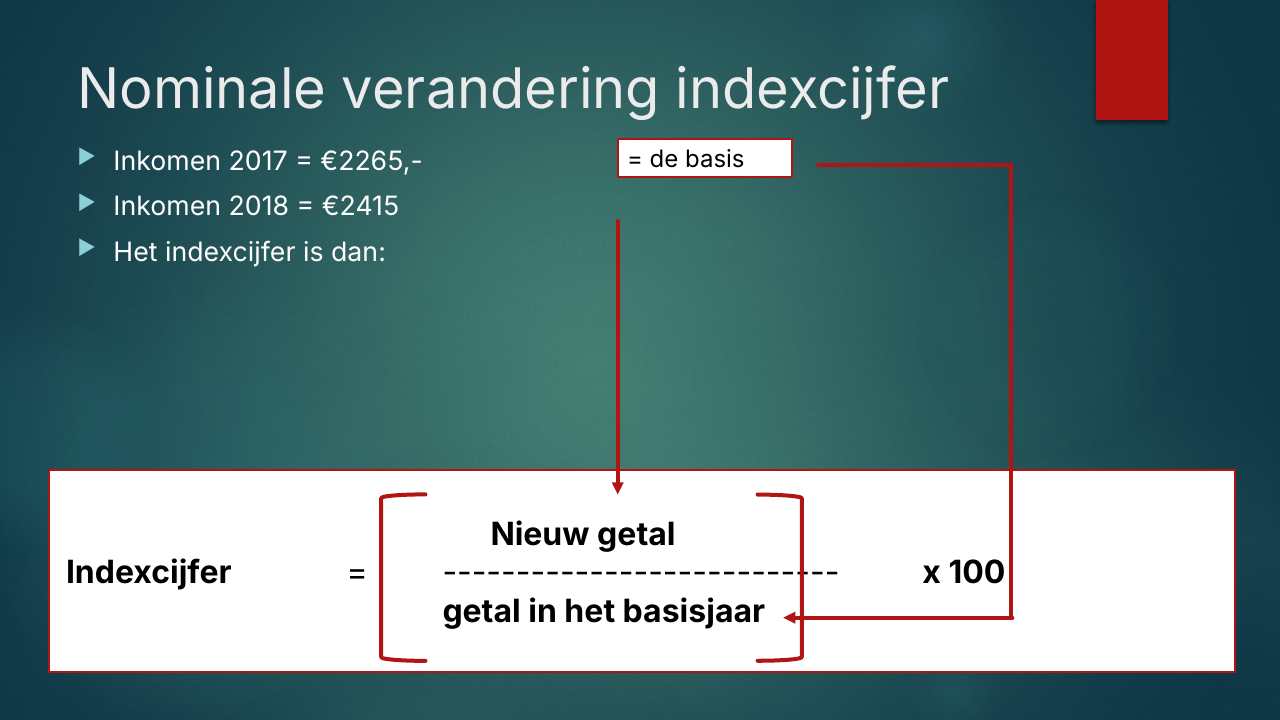 Nominale verandering indexcijfer
Inkomen 2017 = €2265,-
= de basis
Inkomen 2018 = €2415
Het indexcijfer is dan:
Nieuw getal
Indexcijfer = --------------------------- x 100
getal in het basisjaar